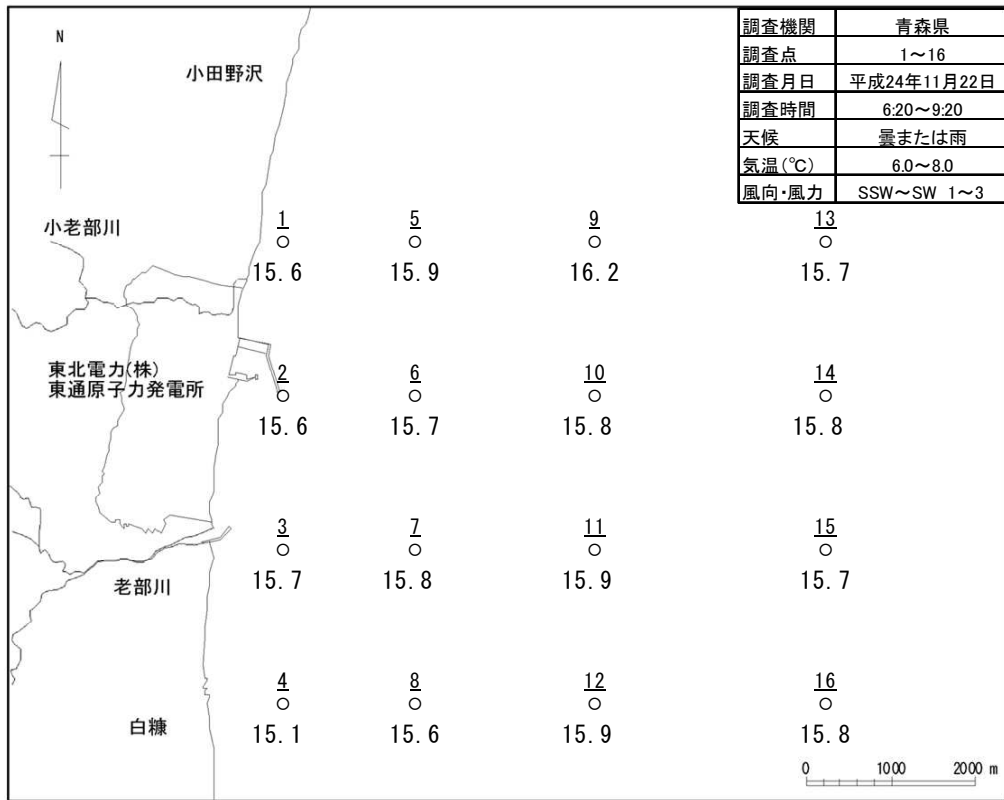 調査機関 青森県
調査点 1～16
調査月日 平成24年11月22日
調査時間 6:20～9:20
天候 曇または雨
気温(℃) 6.0～8.0
風向・風力 SSW～SW 1～3
N
小田野沢
小老部川
1 5 9 13
15.6 15.9 16.2 15.7
東北電力(株)
東通原子力発電所
2 6 10 14
15.6 15.7 15.8 15.8
3 7 11 15
15.7 15.8 15.9 15.7
老部川
4 8 12 16
15.1 15.6 15.9 15.8
白糠
0 1000 2000 m